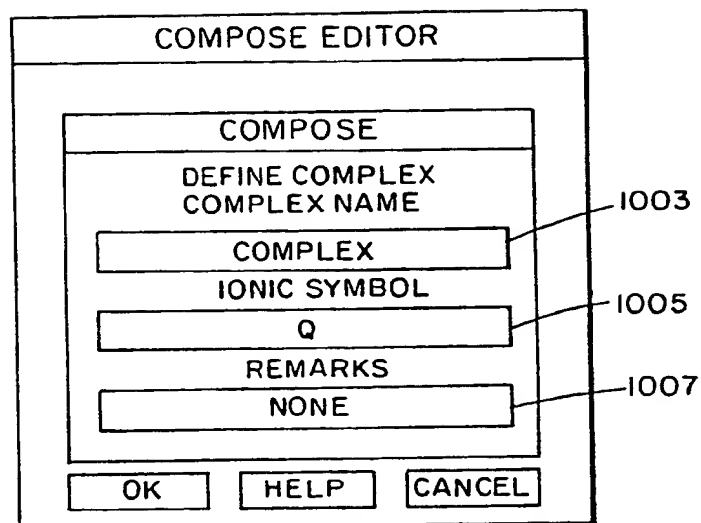 COMPOSE EDITOR
COMPOSE
DEFINE COMPLEX
COMPLEX NAME
1003
COMPLEX
IONIC SYMBOL
1005
Q
REMARKS
1007
NONE
OK HELP CANCEL